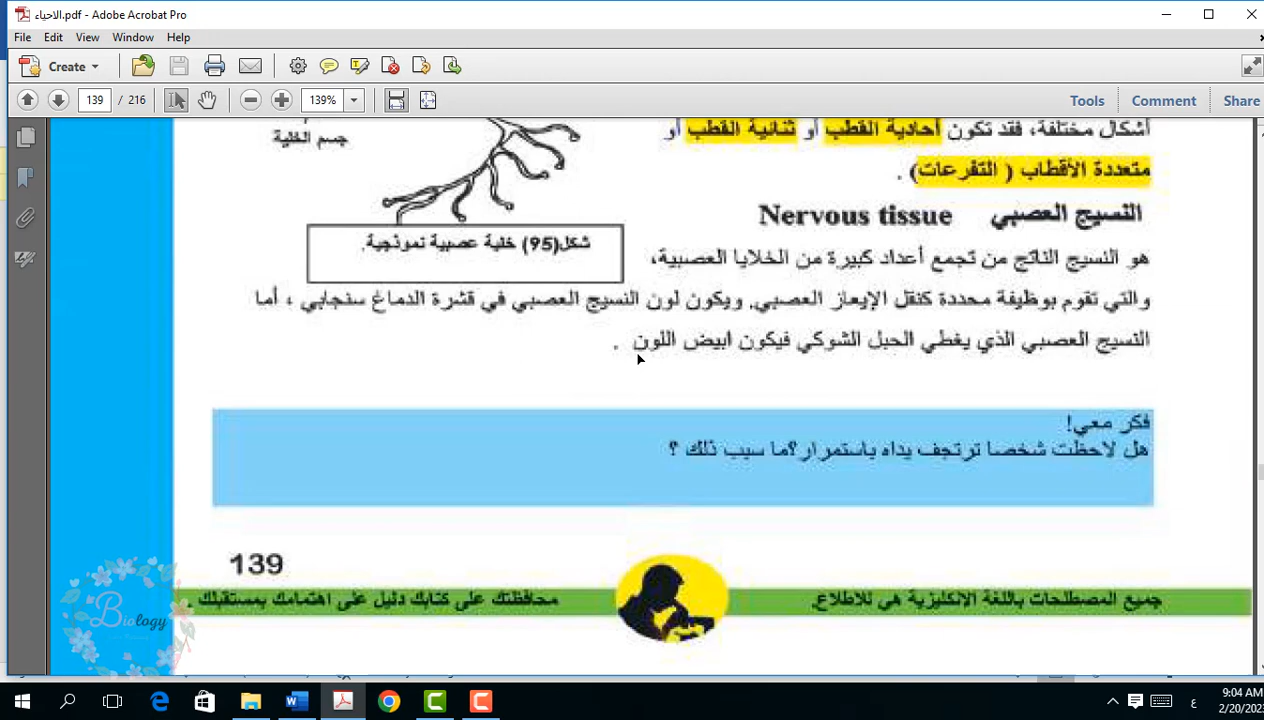 الاحياء.pdf - Adobe Acrobat Pro
File Edit View Window Help
Create
139 / 216 139% Tools Comment Share
أشكال مختلفة، فقد تكون أحادية القطب أو ثنائية القطب أو
متعددة الأقطاب ( التفرعات) .
جسم الخلية
النسيج العصبي Nervous tissue
شكل(95) خلية عصبية نموذجية.
هو النسيج الناتج من تجمع أعداد كبيرة من الخلايا العصبية،
والتي تقوم بوظيفة محددة كنقل الإيعاز العصبي. ويكون لون النسيج العصبي في قشرة الدماغ سنجابي ، أما
النسيج العصبي الذي يغطي الحبل الشوكي فيكون ابيض اللون .
فكر معي!
هل لاحظت شخصا ترتجف يداه باستمرار؟ما سبب ذلك ؟
139
جميع المصطلحات باللغة الإنكليزية هي للاطلاع.
محافظتك على كتابك دليل على اهتمامك بمستقبلك
Biology
ع
9:04 AM
2/20/202